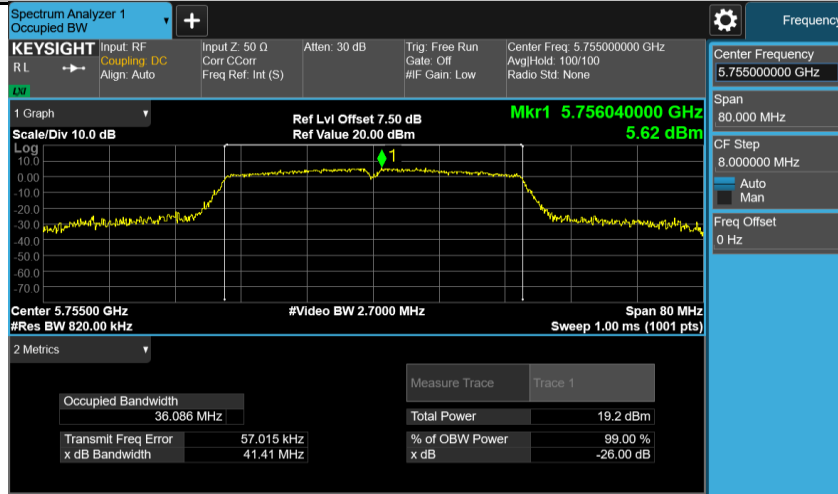 Spectrum Analyzer 1
Occupied BW
Frequency
KEYSIGHT
R L
LXI
Input: RF
Coupling: DC
Align: Auto
Input Z: 50 Ω
Corr CCorr
Freq Ref: Int (S)
Atten: 30 dB
Trig: Free Run
Gate: Off
#IF Gain: Low
Center Freq: 5.755000000 GHz
Avg|Hold: 100/100
Radio Std: None
Center Frequency
5.755000000 GHz
Span
80.000 MHz
CF Step
8.000000 MHz
Auto
Man
Freq Offset
0 Hz
1 Graph
Scale/Div 10.0 dB
Ref Lvl Offset 7.50 dB
Ref Value 20.00 dBm
Mkr1 5.756040000 GHz
5.62 dBm
Log
10.0
0.00
-10.0
-20.0
-30.0
-40.0
-50.0
-60.0
-70.0
1
Center 5.75500 GHz
#Res BW 820.00 kHz
#Video BW 2.7000 MHz
Span 80 MHz
Sweep 1.00 ms (1001 pts)
2 Metrics
Measure Trace
Trace 1
Occupied Bandwidth
36.086 MHz
Total Power 19.2 dBm
Transmit Freq Error 57.015 kHz
x dB Bandwidth 41.41 MHz
% of OBW Power 99.00 %
x dB -26.00 dB